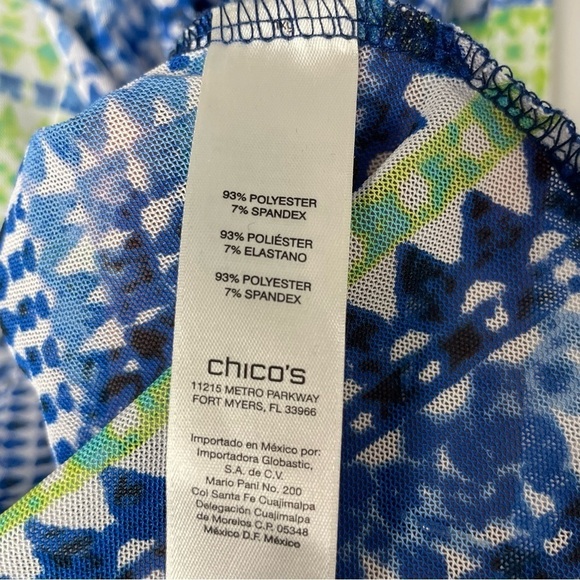 93% POLYESTER
7% SPANDEX
93% POLIÉSTER
7% ELASTANO
93% POLYESTER
7% SPANDEX
chico's
11215 METRO PARKWAY
FORT MYERS, FL 33966
Importado en México por:
Importadora Globastic,
S.A. de C.V.
Mario Pani No. 200
Col Santa Fe Cuajimalpa
Delegación Cuajimalpa
de Morelos C.P. 05348
México D.F. México